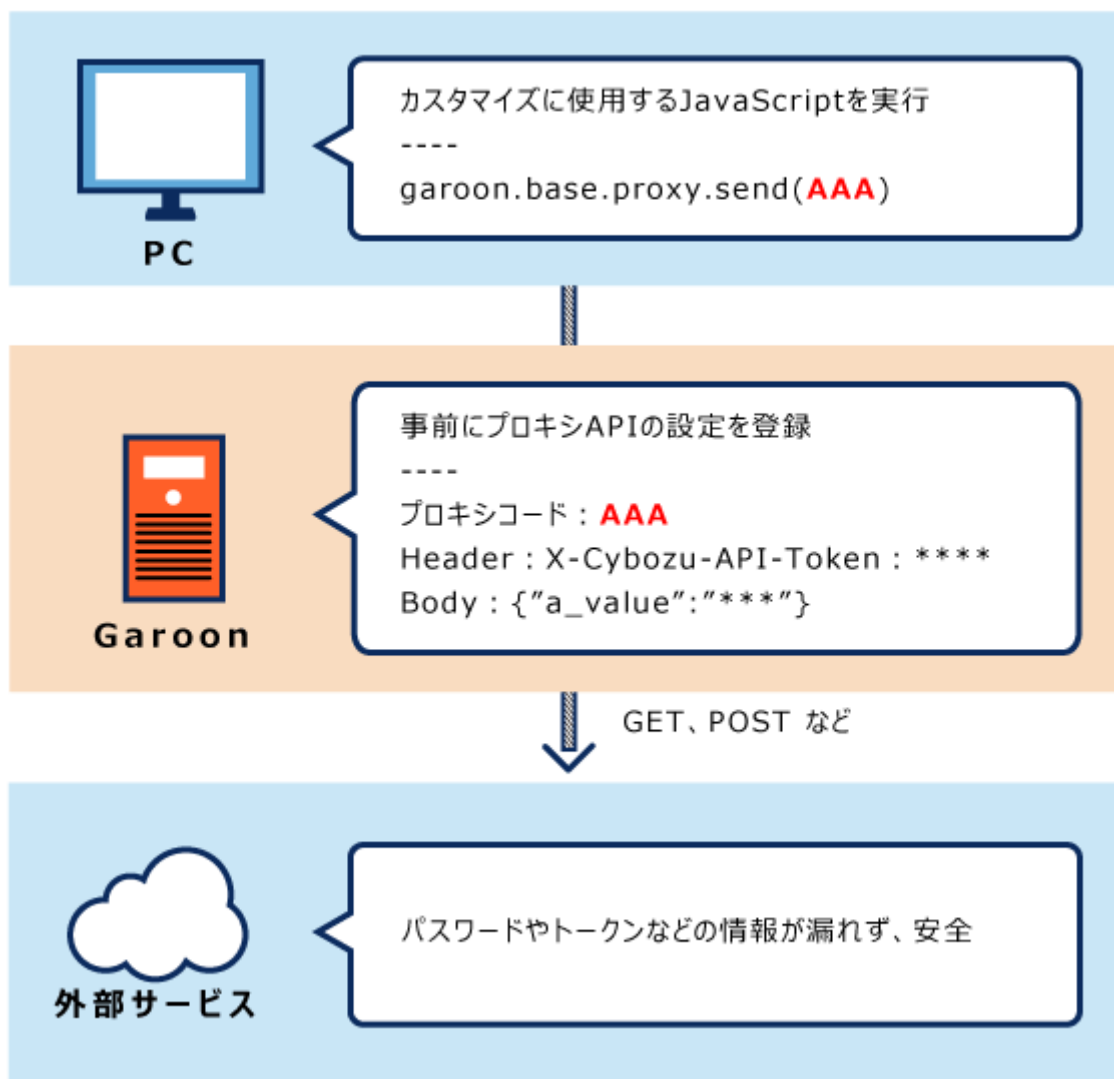 カスタマイズに使用するJavaScriptを実行
----
garoon.base.proxy.send(AAA)
PC
事前にプロキシAPIの設定を登録
----
プロキシコード : AAA
Header : X-Cybozu-API-Token : ****
Body : {”a_value”:”***”}
Garoon
GET、POST など
パスワードやトークンなどの情報が漏れず、安全
外部サービス